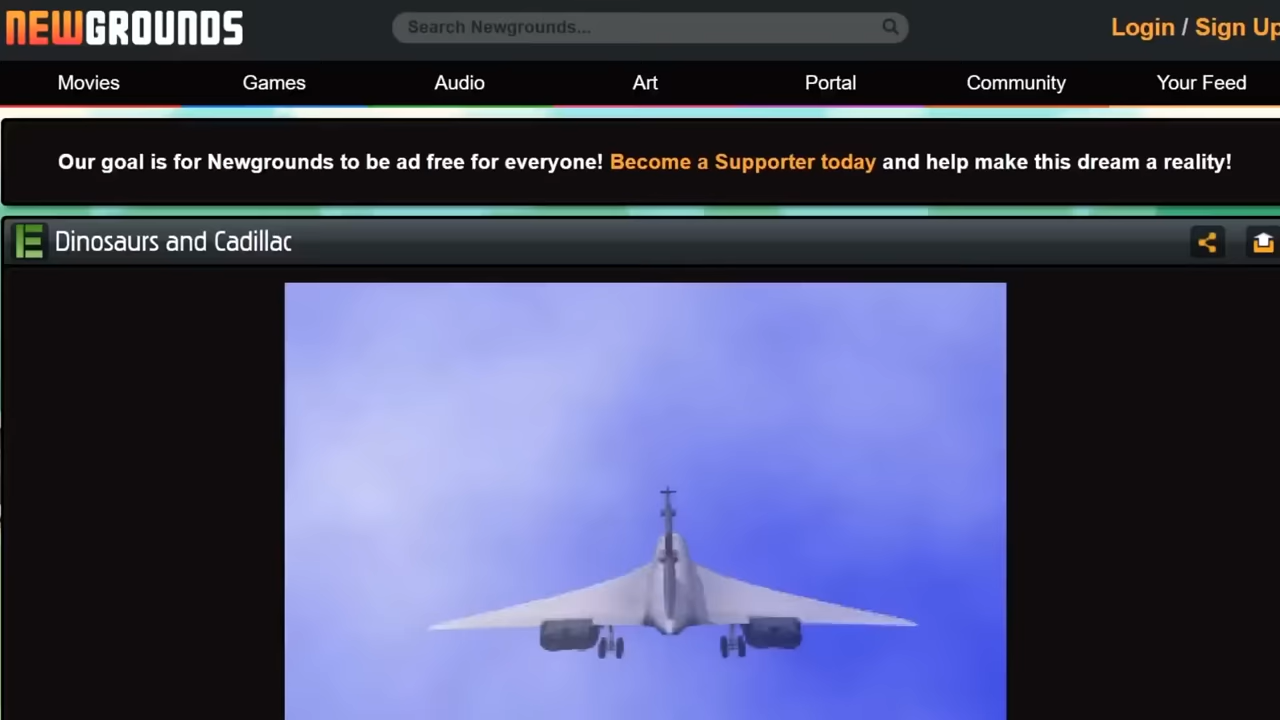 NEWGROUNDS
Search Newgrounds...
Login / Sign Up
Movies Games Audio Art Portal Community Your Feed
Our goal is for Newgrounds to be ad free for everyone! Become a Supporter today and help make this dream a reality!
E Dinosaurs and Cadillac